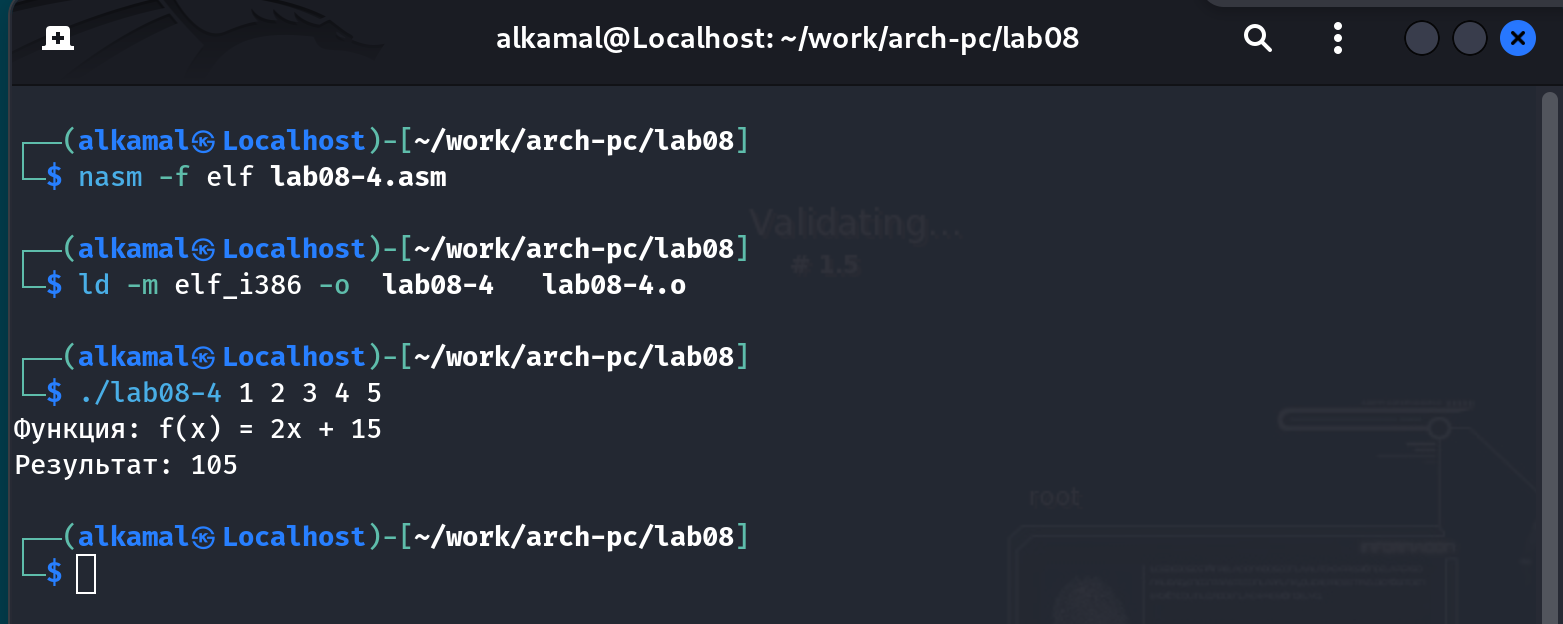 alkamal@Localhost: ~/work/arch-pc/lab08
┌──(alkamal㉿Localhost)-[~/work/arch-pc/lab08]
└─$ nasm -f elf lab08-4.asm
Validating...
┌──(alkamal㉿Localhost)-[~/work/arch-pc/lab08]
# 1.5
└─$ ld -m elf_i386 -o  lab08-4   lab08-4.o
┌──(alkamal㉿Localhost)-[~/work/arch-pc/lab08]
└─$ ./lab08-4 1 2 3 4 5
Функция: f(x) = 2x + 15
Результат: 105
root
┌──(alkamal㉿Localhost)-[~/work/arch-pc/lab08]
└─$